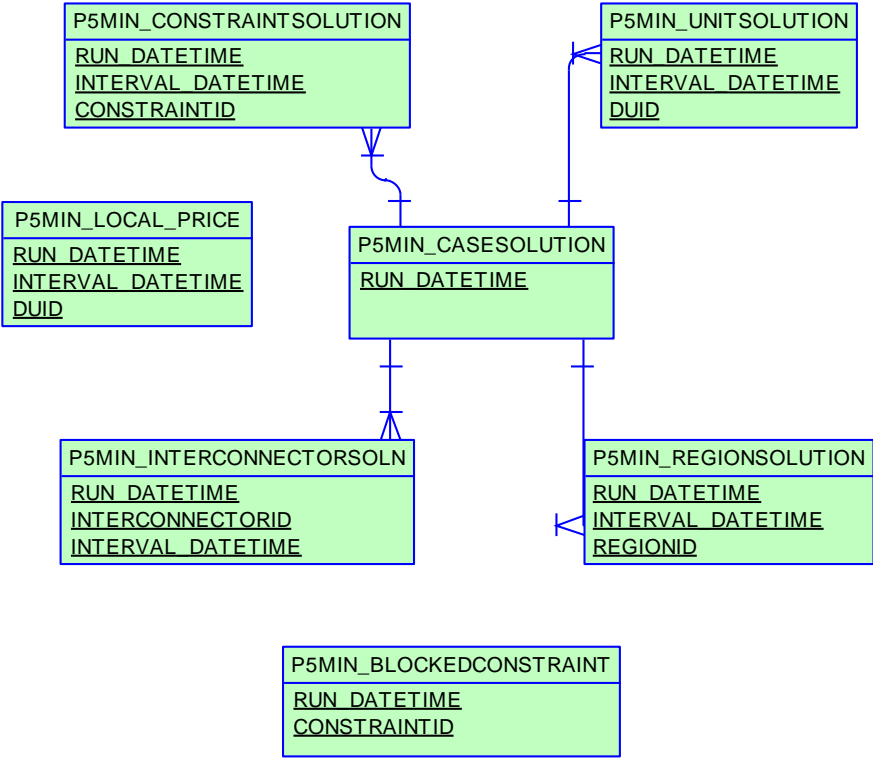 P5MIN_CONSTRAINTSOLUTION
RUN_DATETIME
INTERVAL_DATETIME
CONSTRAINTID
P5MIN_UNITSOLUTION
RUN_DATETIME
INTERVAL_DATETIME
DUID
P5MIN_LOCAL_PRICE
RUN_DATETIME
INTERVAL_DATETIME
DUID
P5MIN_CASESOLUTION
RUN_DATETIME
P5MIN_INTERCONNECTORSOLN
RUN_DATETIME
INTERCONNECTORID
INTERVAL_DATETIME
P5MIN_REGIONSOLUTION
RUN_DATETIME
INTERVAL_DATETIME
REGIONID
P5MIN_BLOCKEDCONSTRAINT
RUN_DATETIME
CONSTRAINTID